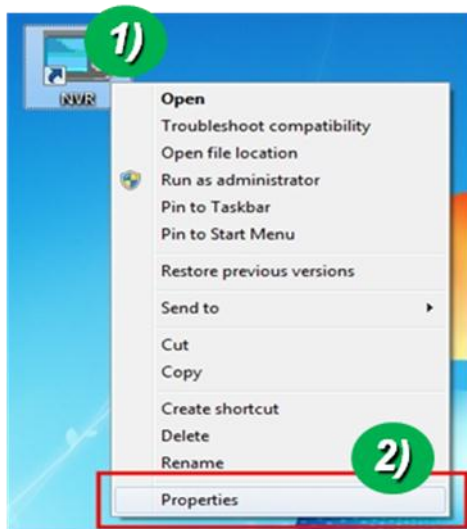 1)
NVR
Open
Troubleshoot compatibility
Open file location
Run as administrator
Pin to Taskbar
Pin to Start Menu
Restore previous versions
Send to
Cut
Copy
Create shortcut
Delete
Rename
2)
Properties